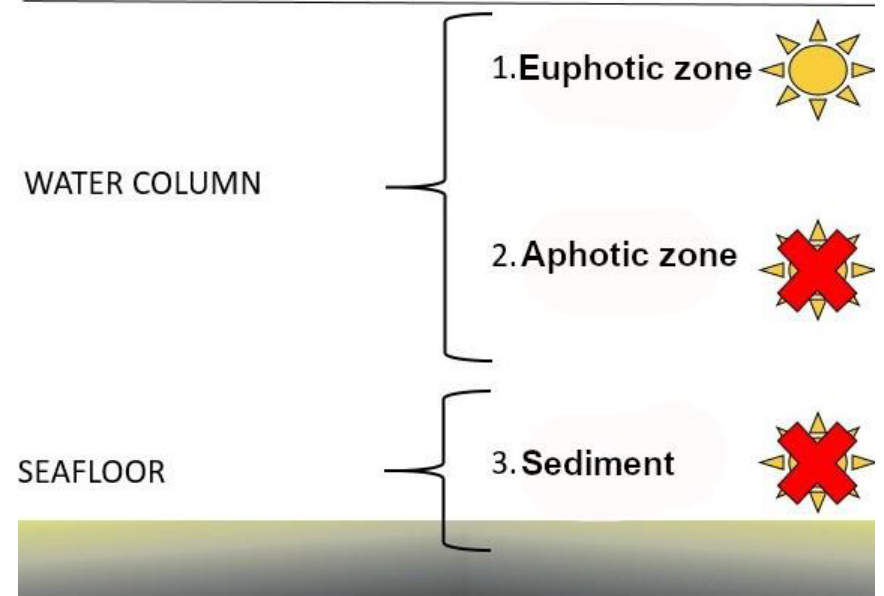 1.Euphotic zone
WATER COLUMN
2.Aphotic zone
SEAFLOOR
3.Sediment